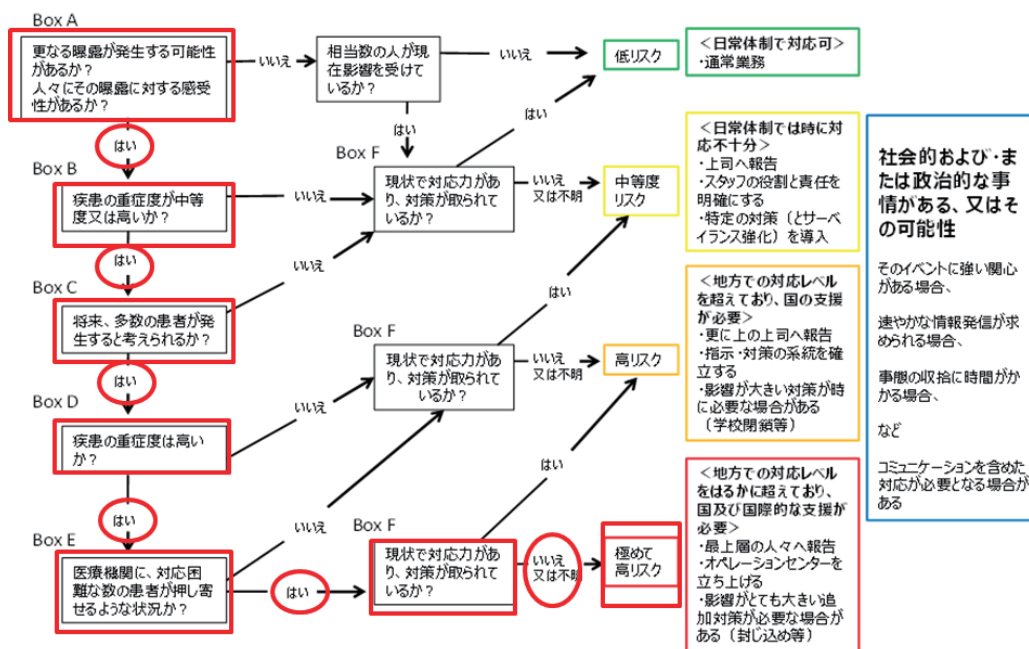 Box A
更なる曝露が発生する可能性
があるか?
人々にその曝露に対する感受
性があるか?
いいえ
相当数の人が現
在影響を受けて
いるか?
いいえ
低リスク
<日常体制で対応可>
・通常業務
はい
はい
はい
Box B
疾患の重症度が中等
度又は高いか?
いいえ
Box F
現状で対応力があ
り、対策が取られて
いるか?
いいえ
又は不明
中等度
リスク
<日常体制では時に対
応不十分>
・上司へ報告
・スタッフの役割と責任を
明確にする
・特定の対策(とサーベ
イランス強化)を導入
社会的および・ま
たは政治的な事
情がある、又はそ
の可能性
そのイベントに強い関心
がある場合、
速やかな情報発信が求
められる場合、
事態の収拾に時間がか
かる場合、
など
コミュニケーションを含めた
対応が必要となる場合が
ある
はい
いいえ
Box C
将来、多数の患者が発
生すると考えられるか?
はい
はい
Box F
現状で対応力があ
り、対策が取られて
いるか?
いいえ
又は不明
高リスク
<地方での対応レベル
を超えており、国の支援
が必要>
・更に上の上司へ報告
・指示・対策の系統を確
立する
・影響が大きい対策が時
に必要な場合がある
(学校閉鎖等)
Box D
疾患の重症度は高い
か?
いいえ
はい
はい
いいえ
Box E
医療機関に、対応困
難な数の患者が押し寄
せるような状況か?
はい
Box F
現状で対応力があ
り、対策が取られて
いるか?
いいえ
又は不明
極めて
高リスク
<地方での対応レベル
をはるかに超えており、
国及び国際的な支援が
必要>
・最上層の人々へ報告
・オペレーションセンターを
立ち上げる
・影響がとても大きい追
加対策が必要な場合が
ある(封じ込め等)